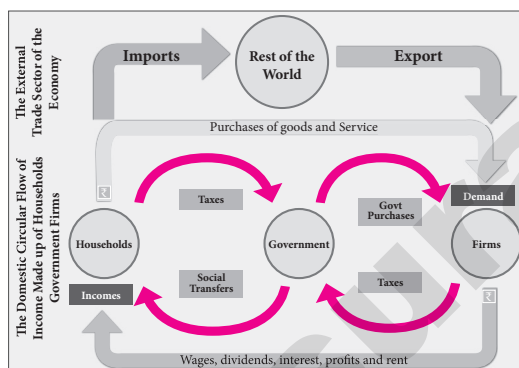 The External
Trade Sector of the
Economy
Imports
Rest of the
World
Export
Purchases of goods and Service
The Domestic Circular Flow of
Income Made up of Households
Government Firms
₹
Taxes
Govt
Purchases
Demand
Households
Government
Firms
Incomes
Social
Transfers
Taxes
₹
Wages, dividends, interest, profits and rent